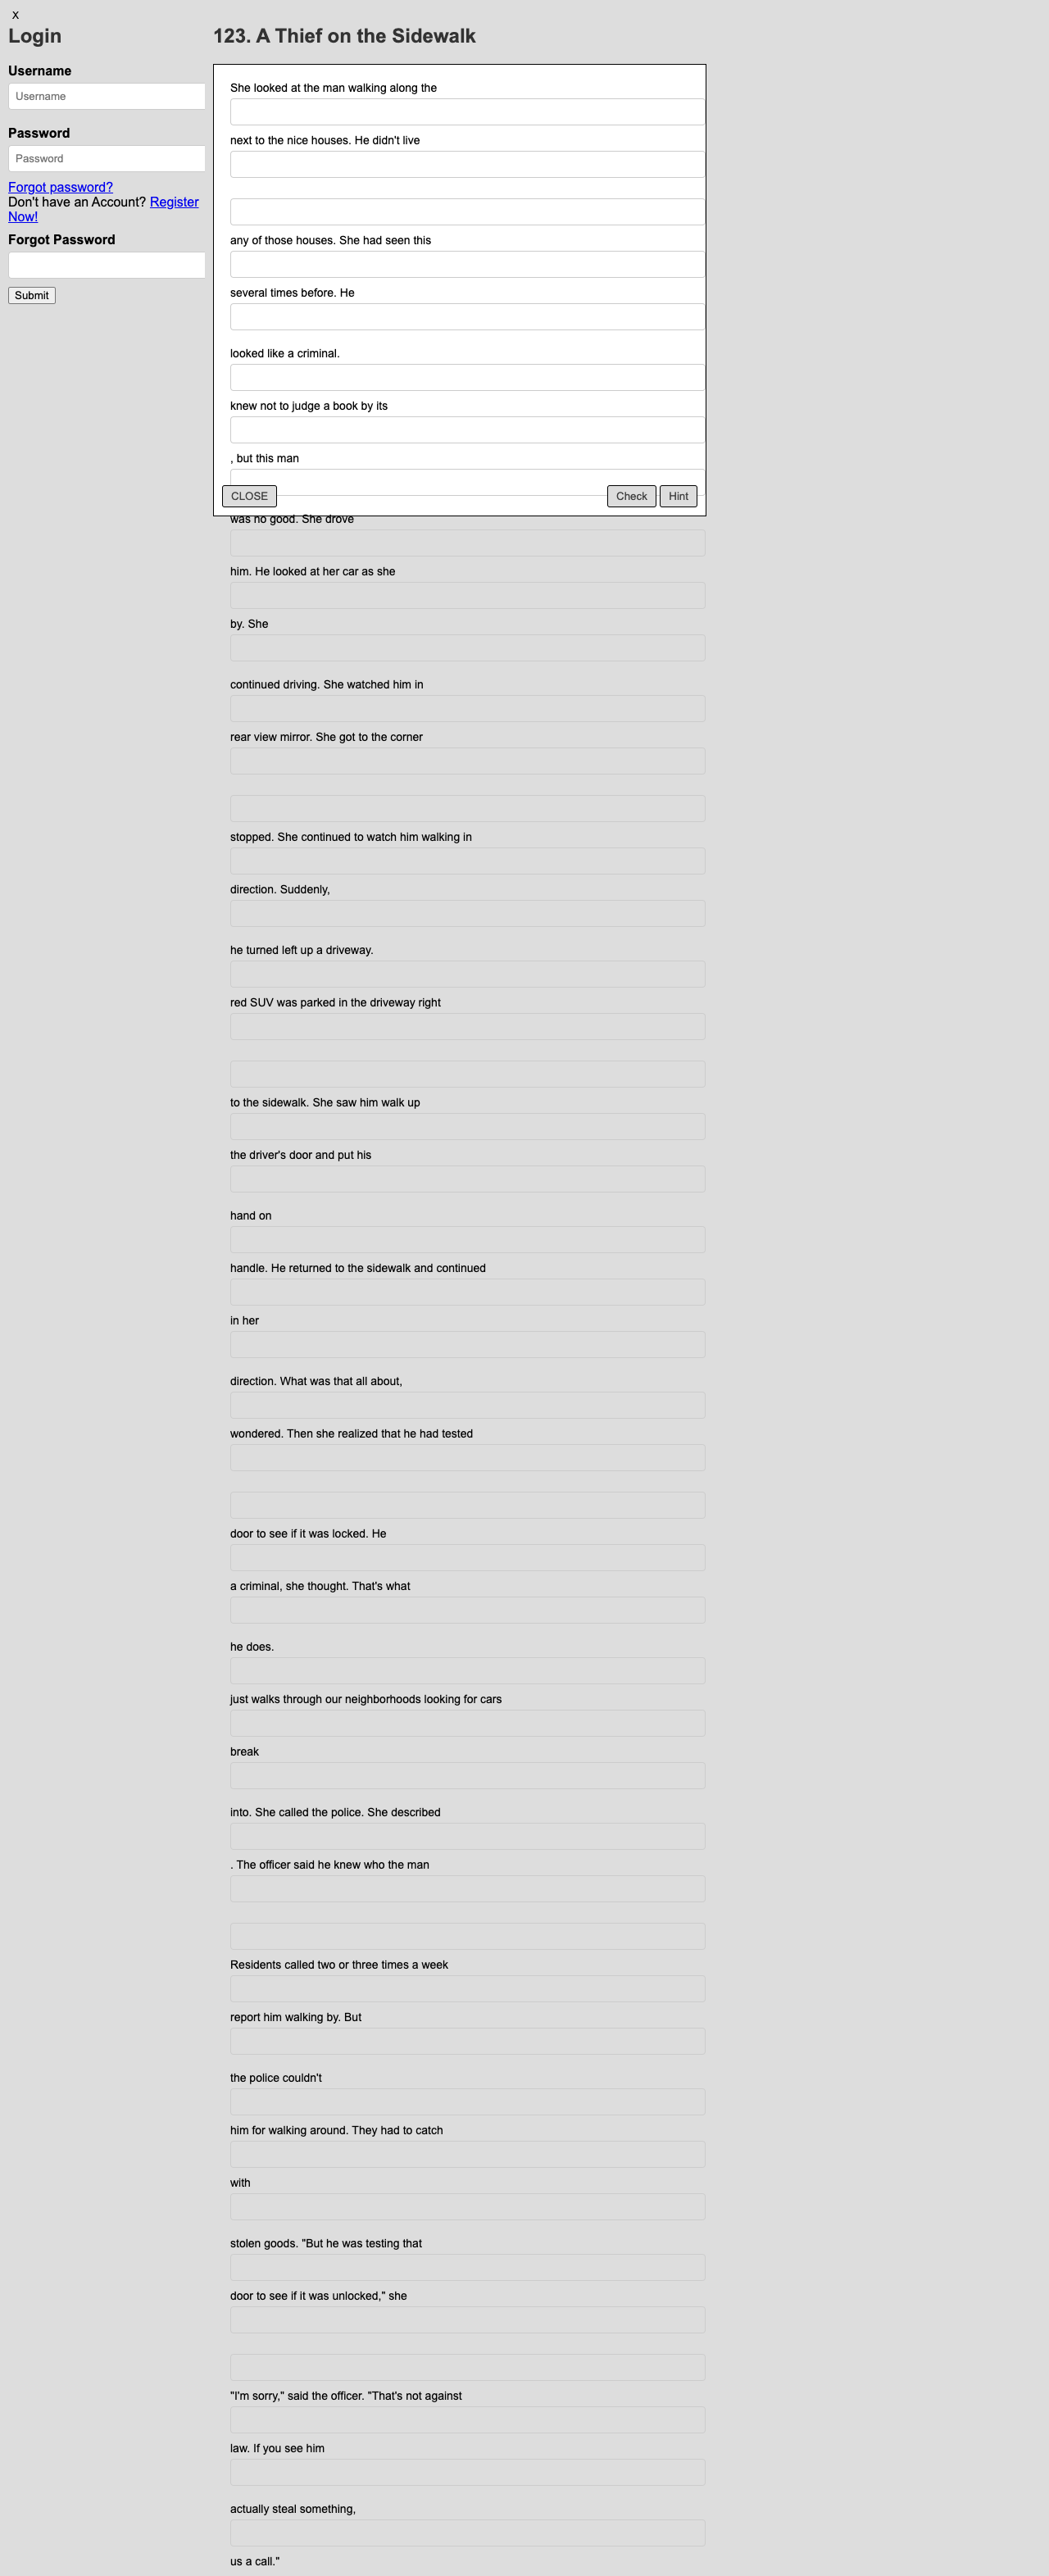 x
Login
Username
Username
Password
Password
Forgot password?
Don't have an Account? Register
Now!
Forgot Password
Submit
123. A Thief on the Sidewalk
She looked at the man walking along the
next to the nice houses. He didn't live
any of those houses. She had seen this
several times before. He
looked like a criminal.
knew not to judge a book by its
, but this man
CLOSE
Check
Hint
was no good. She drove
him. He looked at her car as she
by. She
continued driving. She watched him in
rear view mirror. She got to the corner
stopped. She continued to watch him walking in
direction. Suddenly,
he turned left up a driveway.
red SUV was parked in the driveway right
to the sidewalk. She saw him walk up
the driver's door and put his
hand on
handle. He returned to the sidewalk and continued
in her
direction. What was that all about,
wondered. Then she realized that he had tested
door to see if it was locked. He
a criminal, she thought. That's what
he does.
just walks through our neighborhoods looking for cars
break
into. She called the police. She described
. The officer said he knew who the man
Residents called two or three times a week
report him walking by. But
the police couldn't
him for walking around. They had to catch
with
stolen goods. "But he was testing that
door to see if it was unlocked," she
"I'm sorry," said the officer. "That's not against
law. If you see him
actually steal something,
us a call."